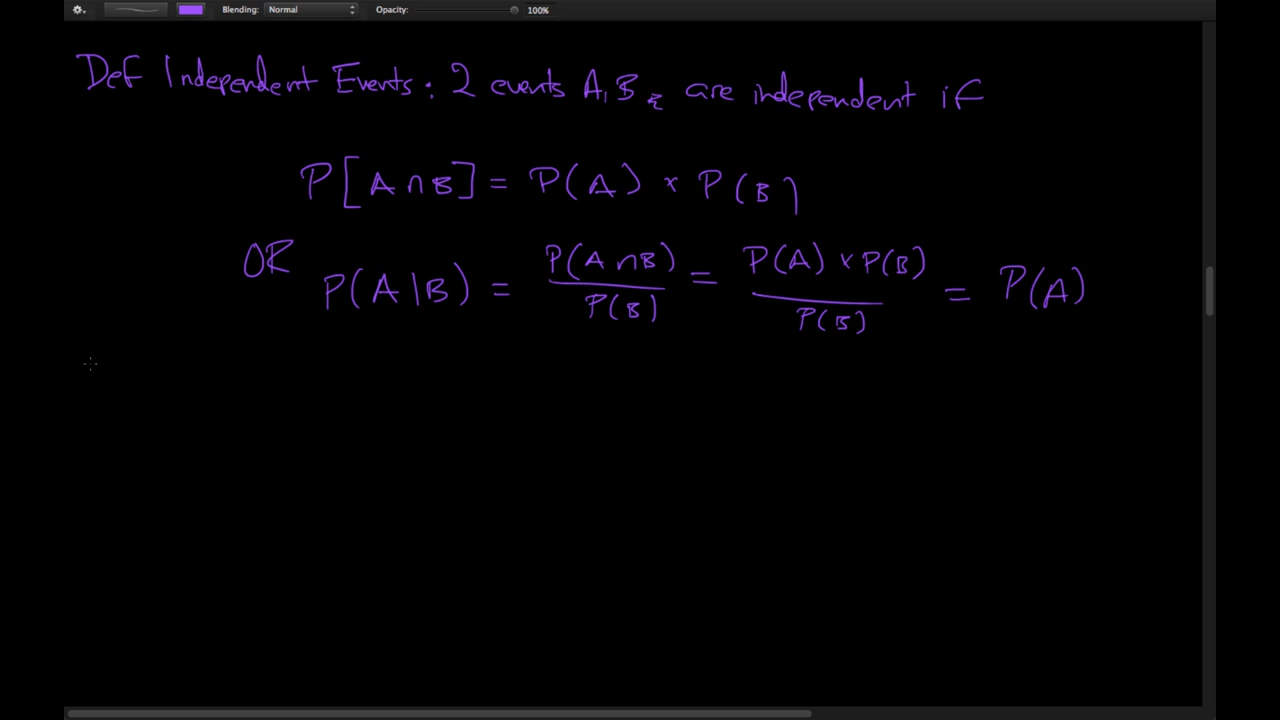 Blending: Normal Opacity: 100%
Def Independent Events: 2 events A, B are independent if
P[A ∩ B] = P(A) × P(B)
OR P(A|B) = P(A ∩ B) / P(B) = P(A) × P(B) / P(B) = P(A)